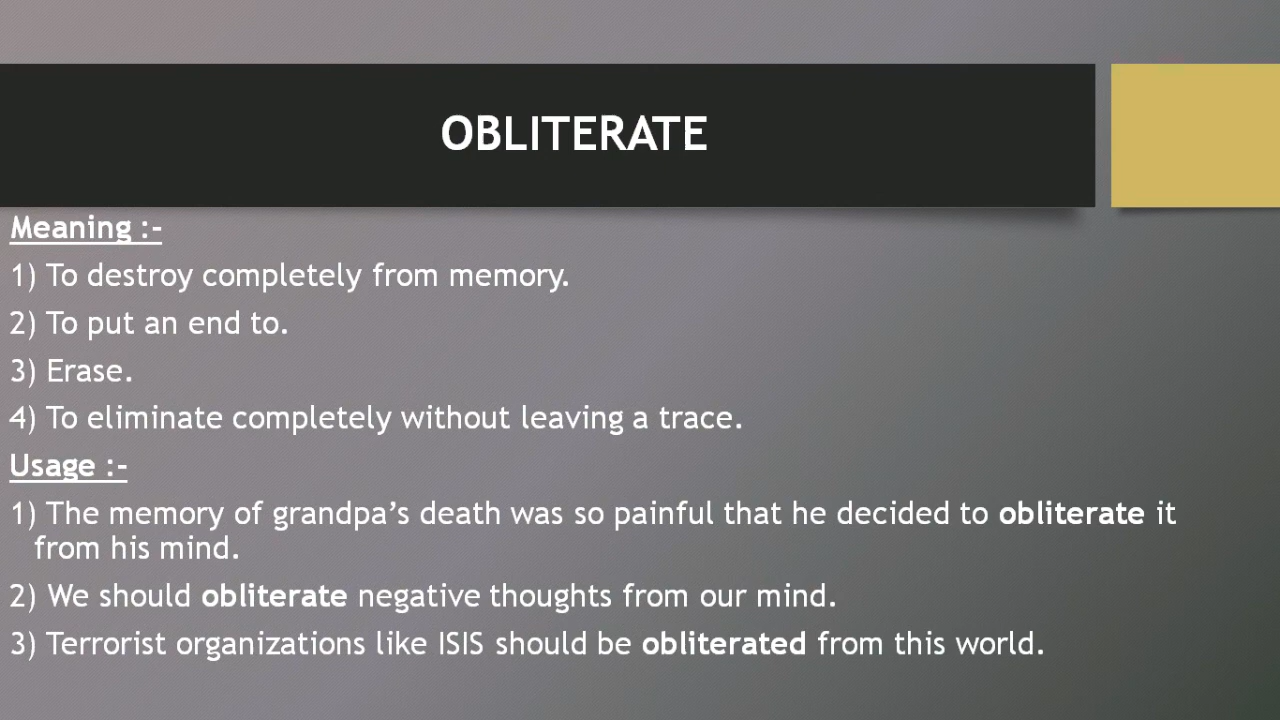 OBLITERATE
Meaning :-
1) To destroy completely from memory.
2) To put an end to.
3) Erase.
4) To eliminate completely without leaving a trace.
Usage :-
1) The memory of grandpa’s death was so painful that he decided to obliterate it
from his mind.
2) We should obliterate negative thoughts from our mind.
3) Terrorist organizations like ISIS should be obliterated from this world.